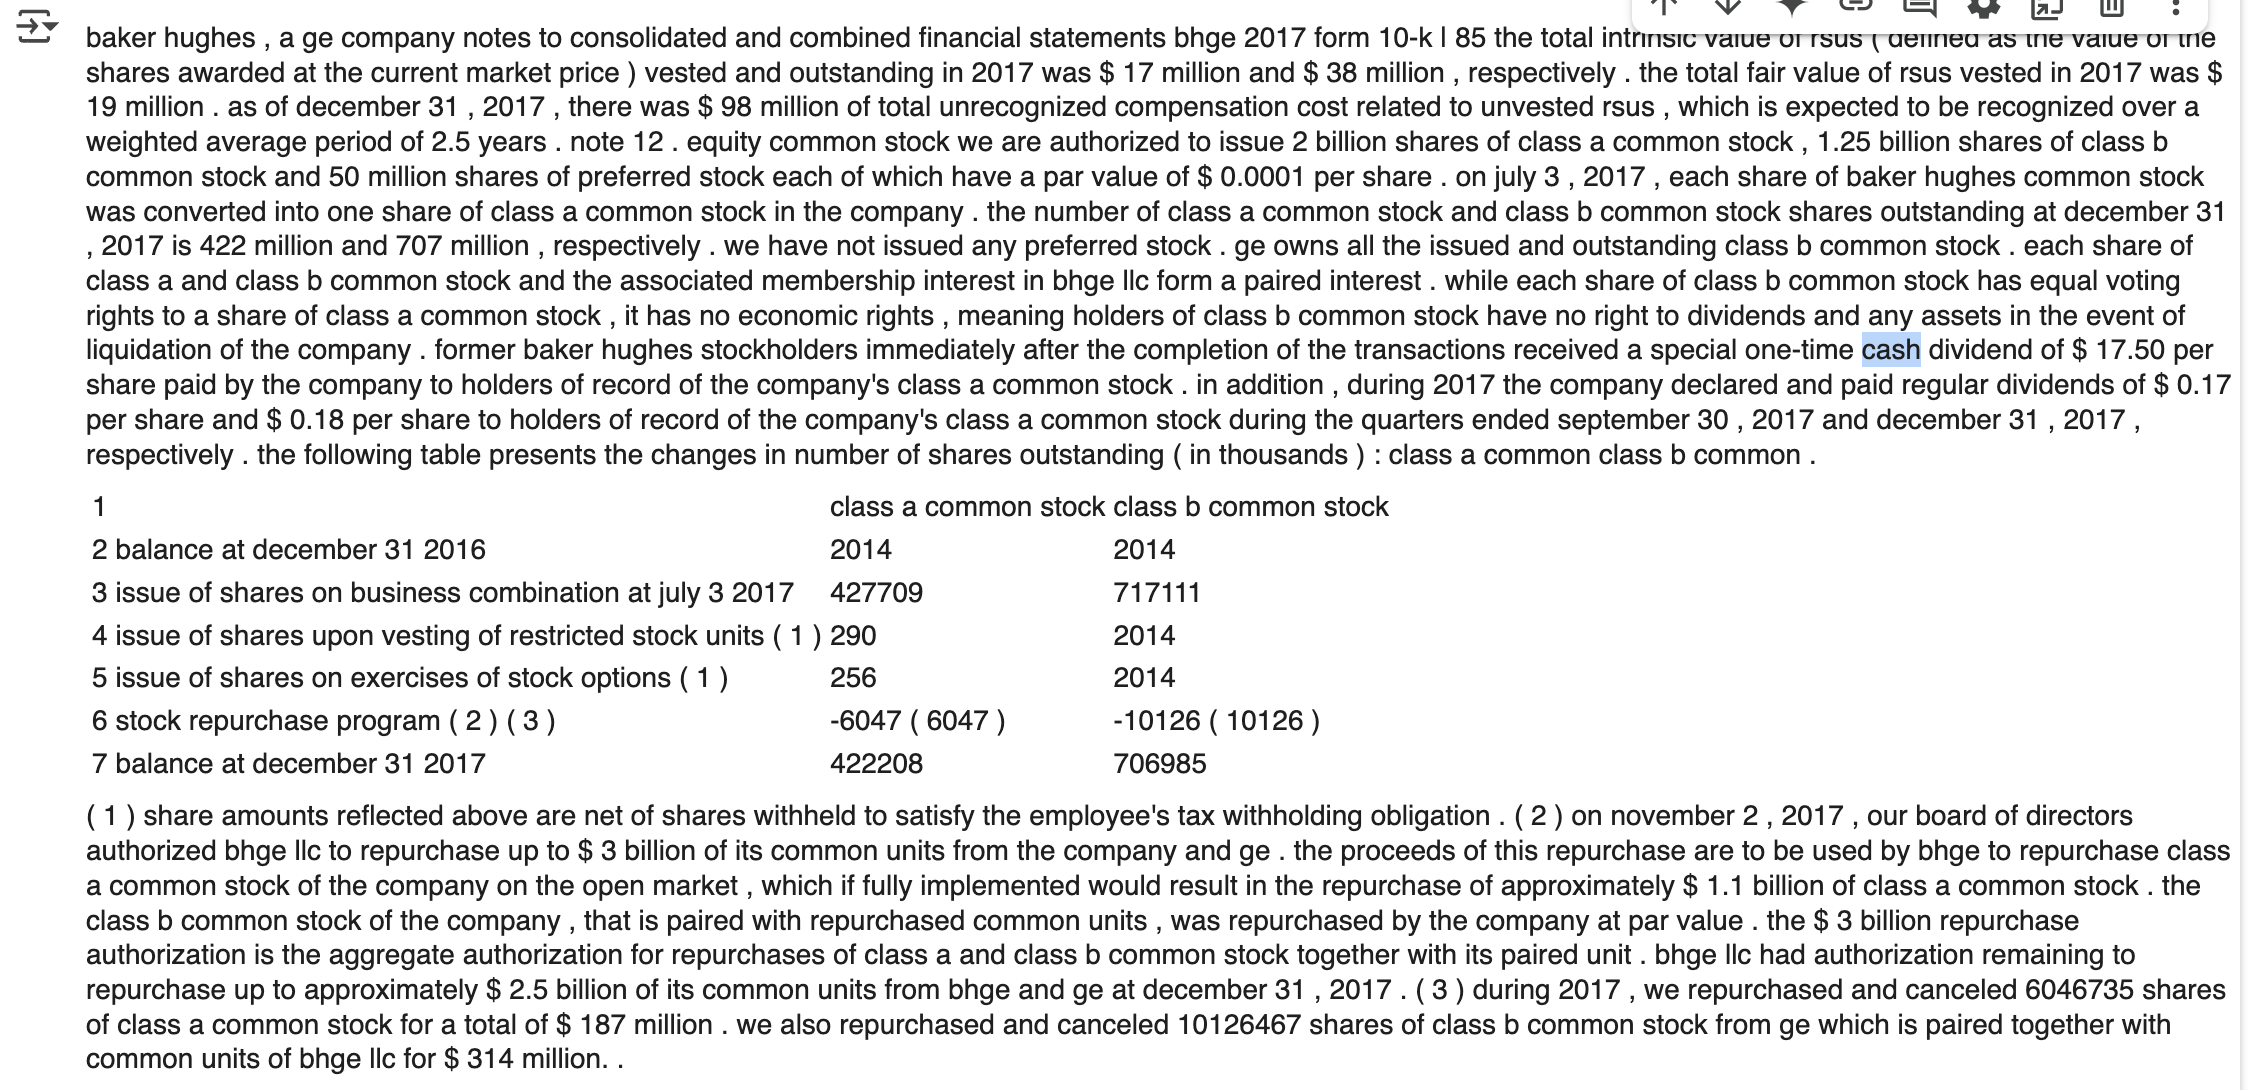 baker hughes , a ge company notes to consolidated and combined financial statements bhge 2017 form 10-k | 85 the total intrinsic value of rsus ( defined as the value of the
shares awarded at the current market price ) vested and outstanding in 2017 was $ 17 million and $ 38 million , respectively . the total fair value of rsus vested in 2017 was $
19 million . as of december 31 , 2017 , there was $ 98 million of total unrecognized compensation cost related to unvested rsus , which is expected to be recognized over a
weighted average period of 2.5 years . note 12 . equity common stock we are authorized to issue 2 billion shares of class a common stock , 1.25 billion shares of class b
common stock and 50 million shares of preferred stock each of which have a par value of $ 0.0001 per share . on july 3 , 2017 , each share of baker hughes common stock
was converted into one share of class a common stock in the company . the number of class a common stock and class b common stock shares outstanding at december 31
, 2017 is 422 million and 707 million , respectively . we have not issued any preferred stock . ge owns all the issued and outstanding class b common stock . each share of
class a and class b common stock and the associated membership interest in bhge llc form a paired interest . while each share of class b common stock has equal voting
rights to a share of class a common stock , it has no economic rights , meaning holders of class b common stock have no right to dividends and any assets in the event of
liquidation of the company . former baker hughes stockholders immediately after the completion of the transactions received a special one-time cash dividend of $ 17.50 per
share paid by the company to holders of record of the company's class a common stock . in addition , during 2017 the company declared and paid regular dividends of $ 0.17
per share and $ 0.18 per share to holders of record of the company's class a common stock during the quarters ended september 30 , 2017 and december 31 , 2017 ,
respectively . the following table presents the changes in number of shares outstanding ( in thousands ) : class a common class b common .
1 class a common stock class b common stock
2 balance at december 31 2016 2014 2014
3 issue of shares on business combination at july 3 2017 427709 717111
4 issue of shares upon vesting of restricted stock units ( 1 ) 290 2014
5 issue of shares on exercises of stock options ( 1 ) 256 2014
6 stock repurchase program ( 2 ) ( 3 ) -6047 ( 6047 ) -10126 ( 10126 )
7 balance at december 31 2017 422208 706985
( 1 ) share amounts reflected above are net of shares withheld to satisfy the employee's tax withholding obligation . ( 2 ) on november 2 , 2017 , our board of directors
authorized bhge llc to repurchase up to $ 3 billion of its common units from the company and ge . the proceeds of this repurchase are to be used by bhge to repurchase class
a common stock of the company on the open market , which if fully implemented would result in the repurchase of approximately $ 1.1 billion of class a common stock . the
class b common stock of the company , that is paired with repurchased common units , was repurchased by the company at par value . the $ 3 billion repurchase
authorization is the aggregate authorization for repurchases of class a and class b common stock together with its paired unit . bhge llc had authorization remaining to
repurchase up to approximately $ 2.5 billion of its common units from bhge and ge at december 31 , 2017 . ( 3 ) during 2017 , we repurchased and canceled 6046735 shares
of class a common stock for a total of $ 187 million . we also repurchased and canceled 10126467 shares of class b common stock from ge which is paired together with
common units of bhge llc for $ 314 million. .